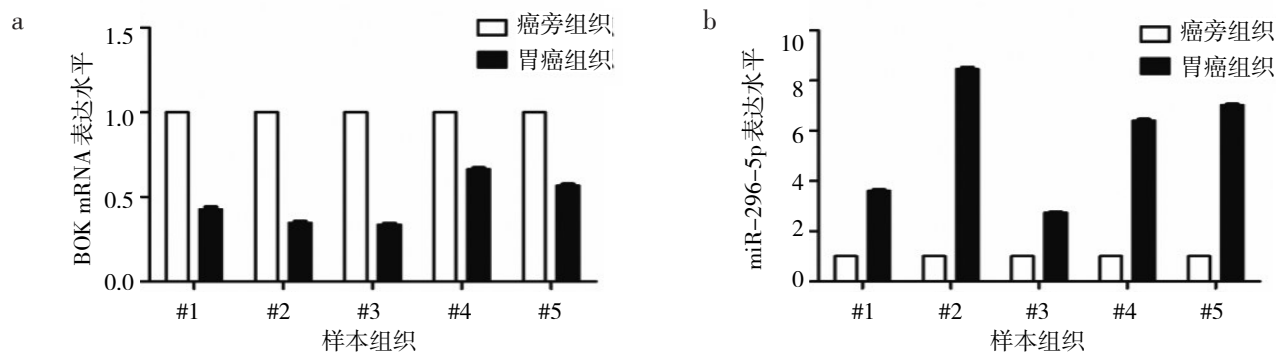 a
1.5
1.0
0.5
0.0
BOK mRNA 表达水平
癌旁组织
胃癌组织
#1 #2 #3 #4 #5
样本组织
b
10
8
6
4
2
0
miR-296-5p表达水平
癌旁组织
胃癌组织
#1 #2 #3 #4 #5
样本组织